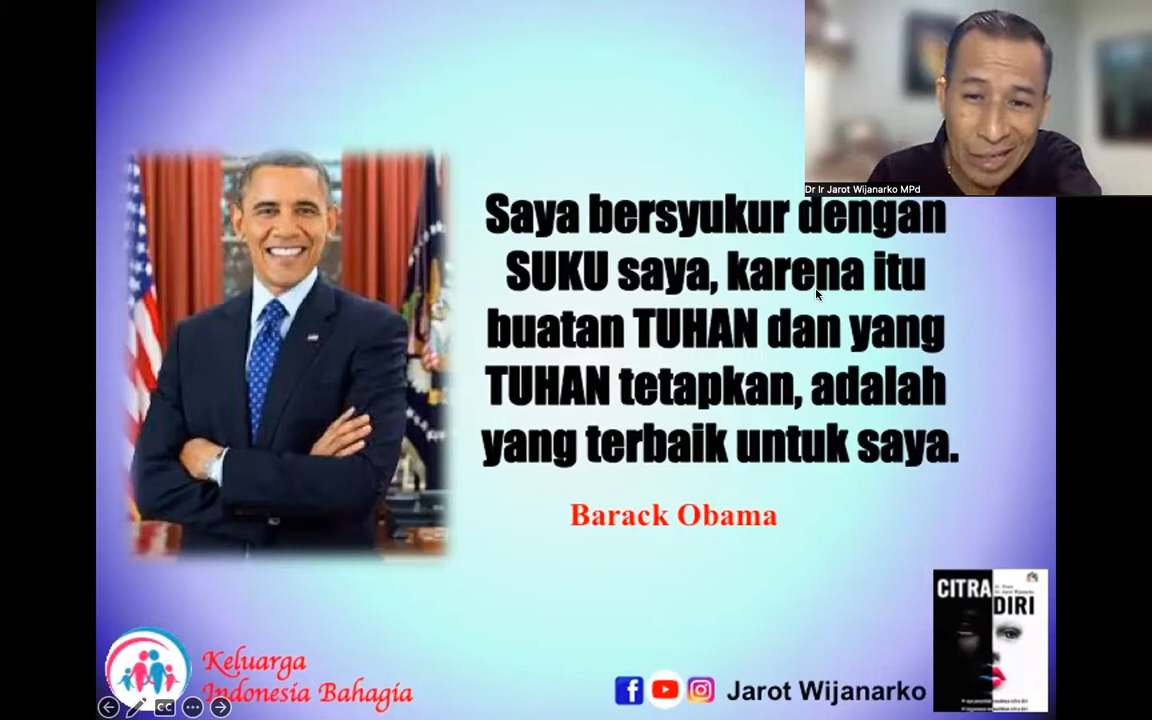 Dr Ir Jarot Wijanarko MPd
Saya bersyukur dengan
SUKU saya, karena itu
buatan TUHAN dan yang
TUHAN tetapkan, adalah
yang terbaik untuk saya.
Barack Obama
CITRA
DIRI
Keluarga
Indonesia Bahagia
Jarot Wijanarko
CC